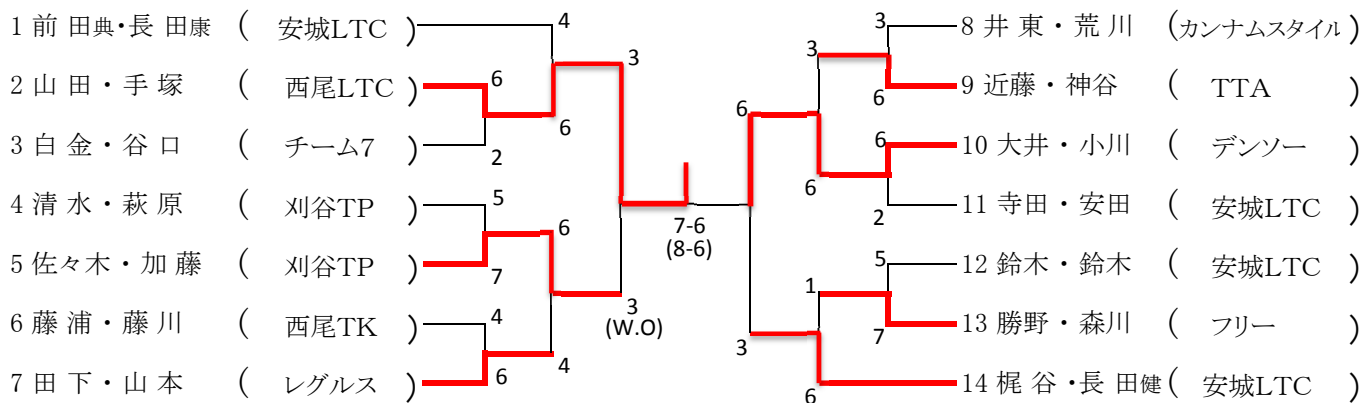 1 前 田典・長 田康 ( 安城LTC )
2 山 田 ・ 手 塚 ( 西尾LTC )
3 白 金 ・ 谷 口 ( チーム7 )
4 清 水 ・ 萩 原 ( 刈谷TP )
5 佐々木 ・ 加 藤 ( 刈谷TP )
6 藤 浦 ・ 藤 川 ( 西尾TK )
7 田 下 ・ 山 本 ( レグルス )
4
6
2
6
5
7
6
4
6
4
3
3
(W.O)
7-6
(8-6)
6
3
3
6
1
6
3
6
6
2
5
7
8 井 東 ・ 荒 川 (カンナムスタイル )
9 近藤 ・ 神谷 ( TTA )
10 大井 ・ 小川 ( デンソー )
11 寺田 ・ 安田 ( 安城LTC )
12 鈴木 ・ 鈴木 ( 安城LTC )
13 勝野 ・ 森川 ( フリー )
14 梶 谷 ・長 田健 ( 安城LTC )